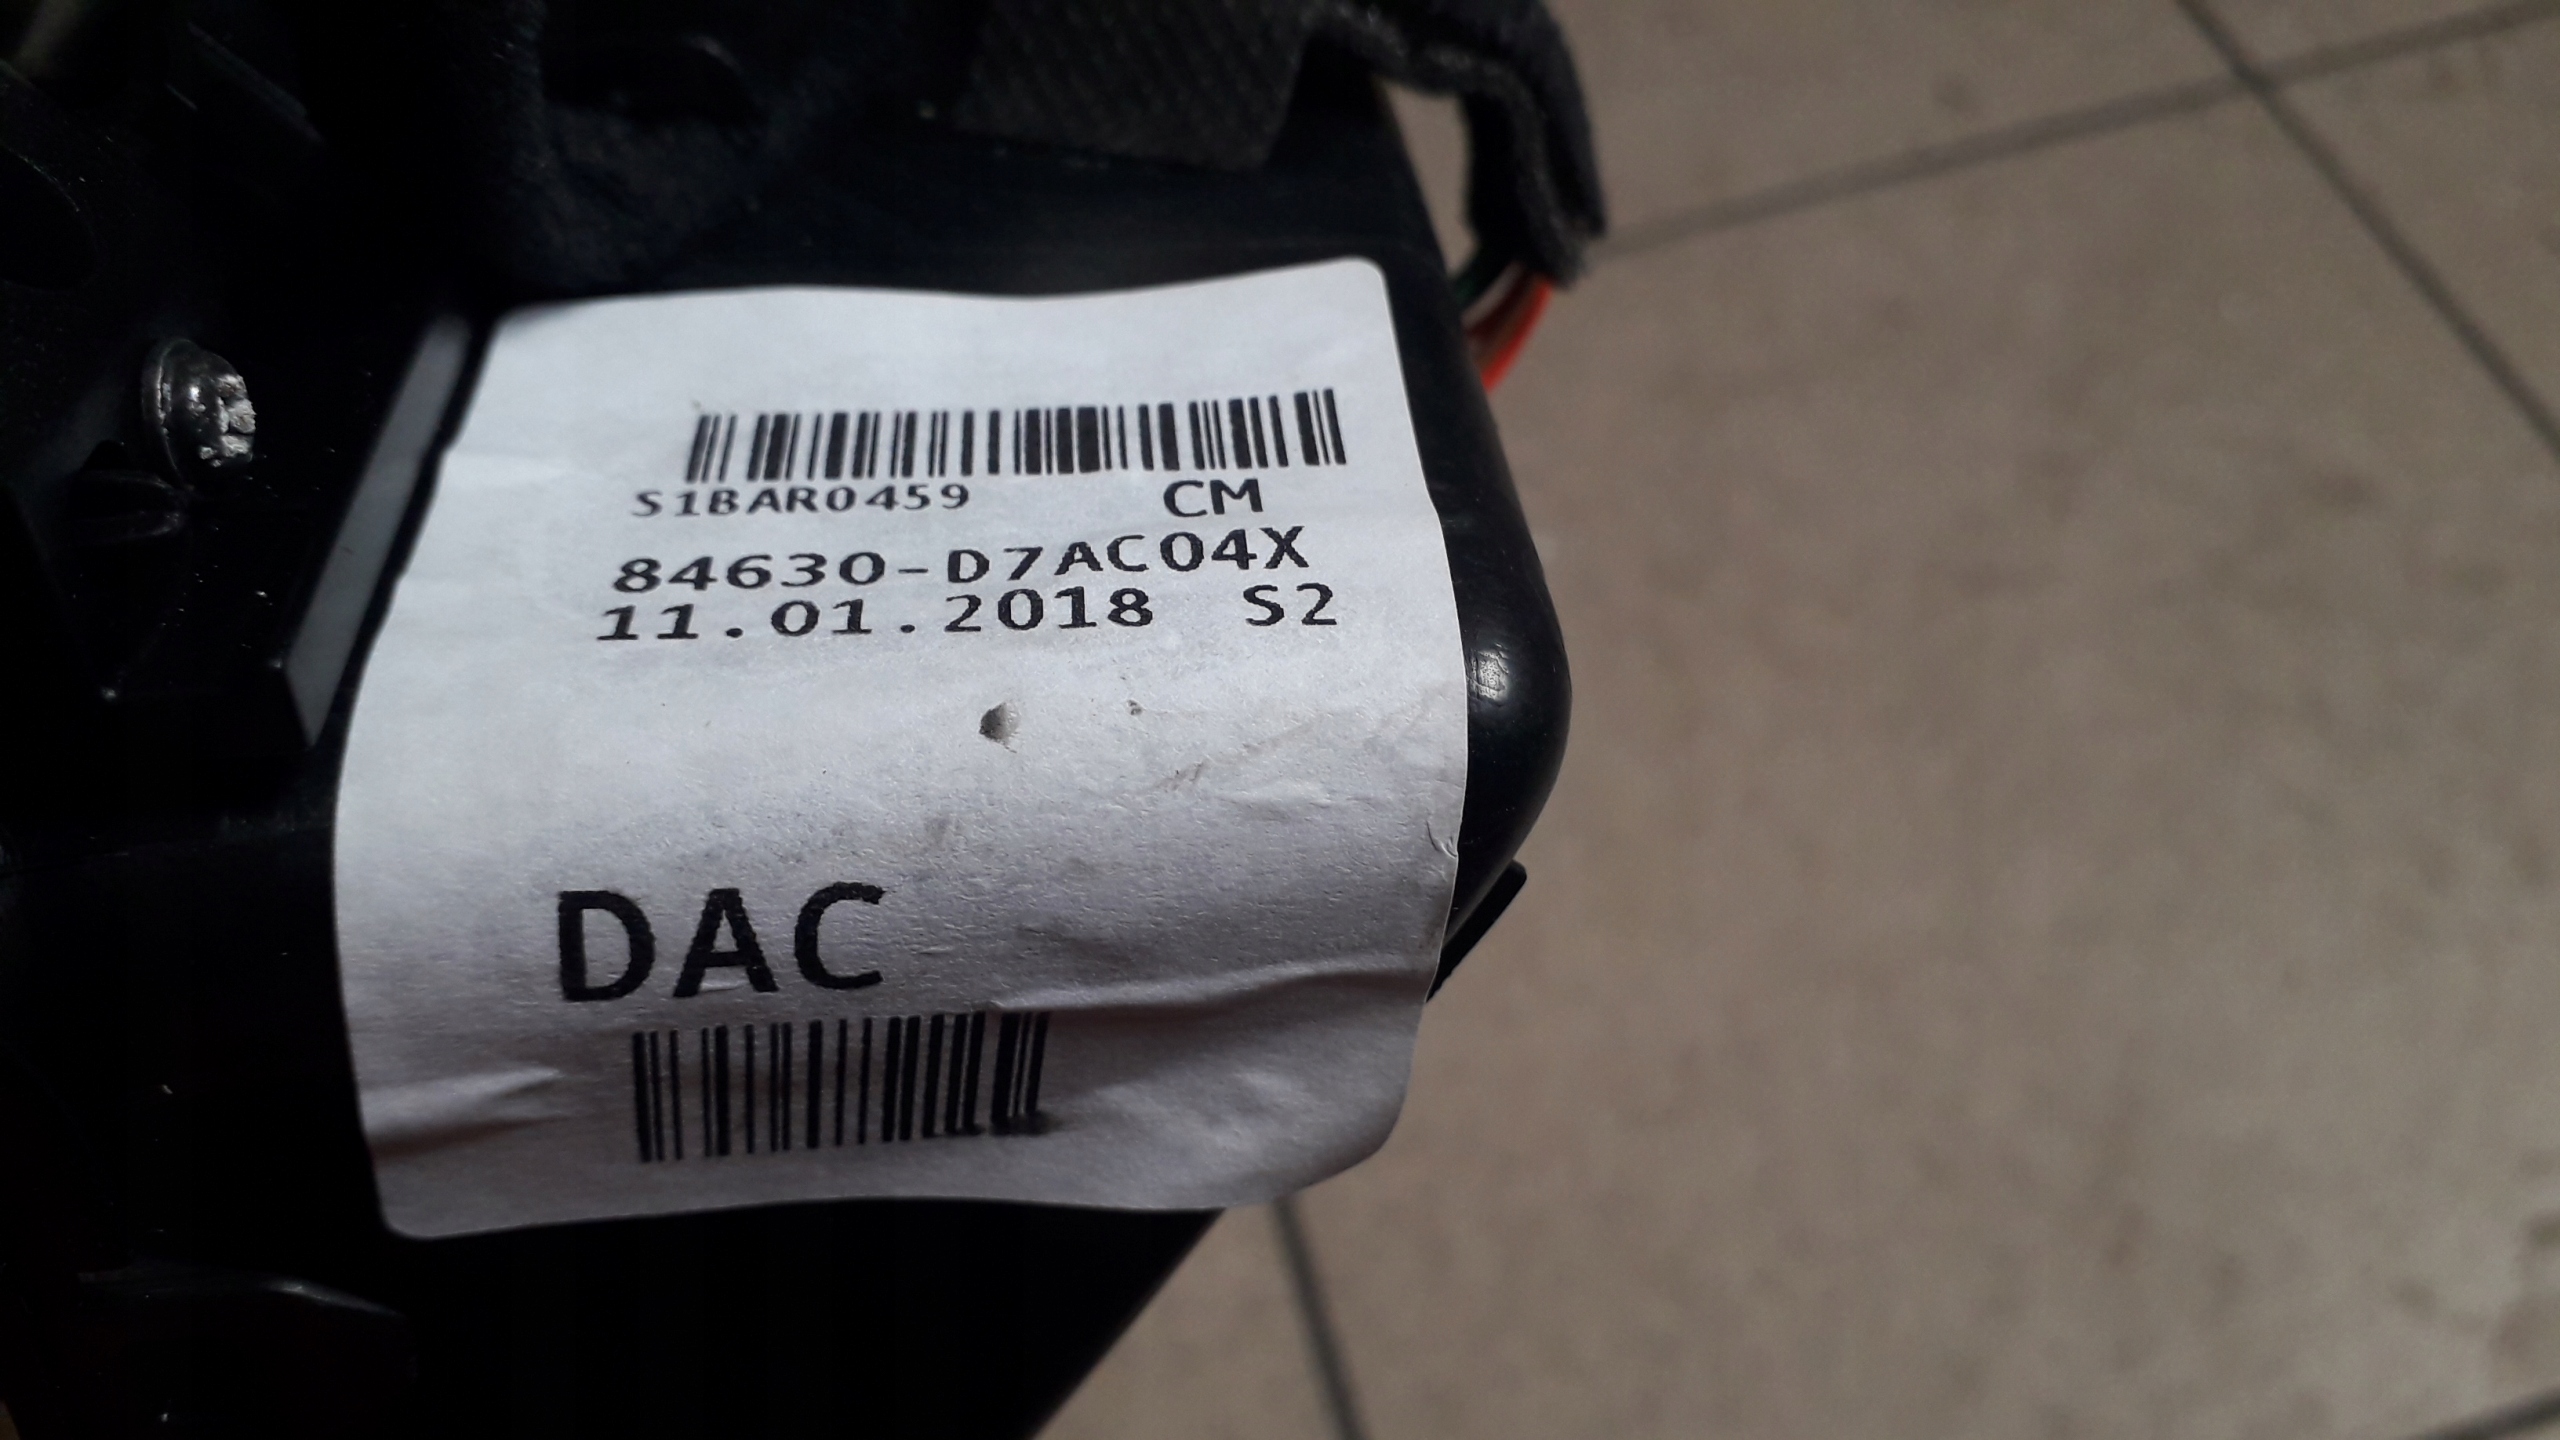 S1BAR0459 CM
84630-D7AC04X
11.01.2018 S2
DAC